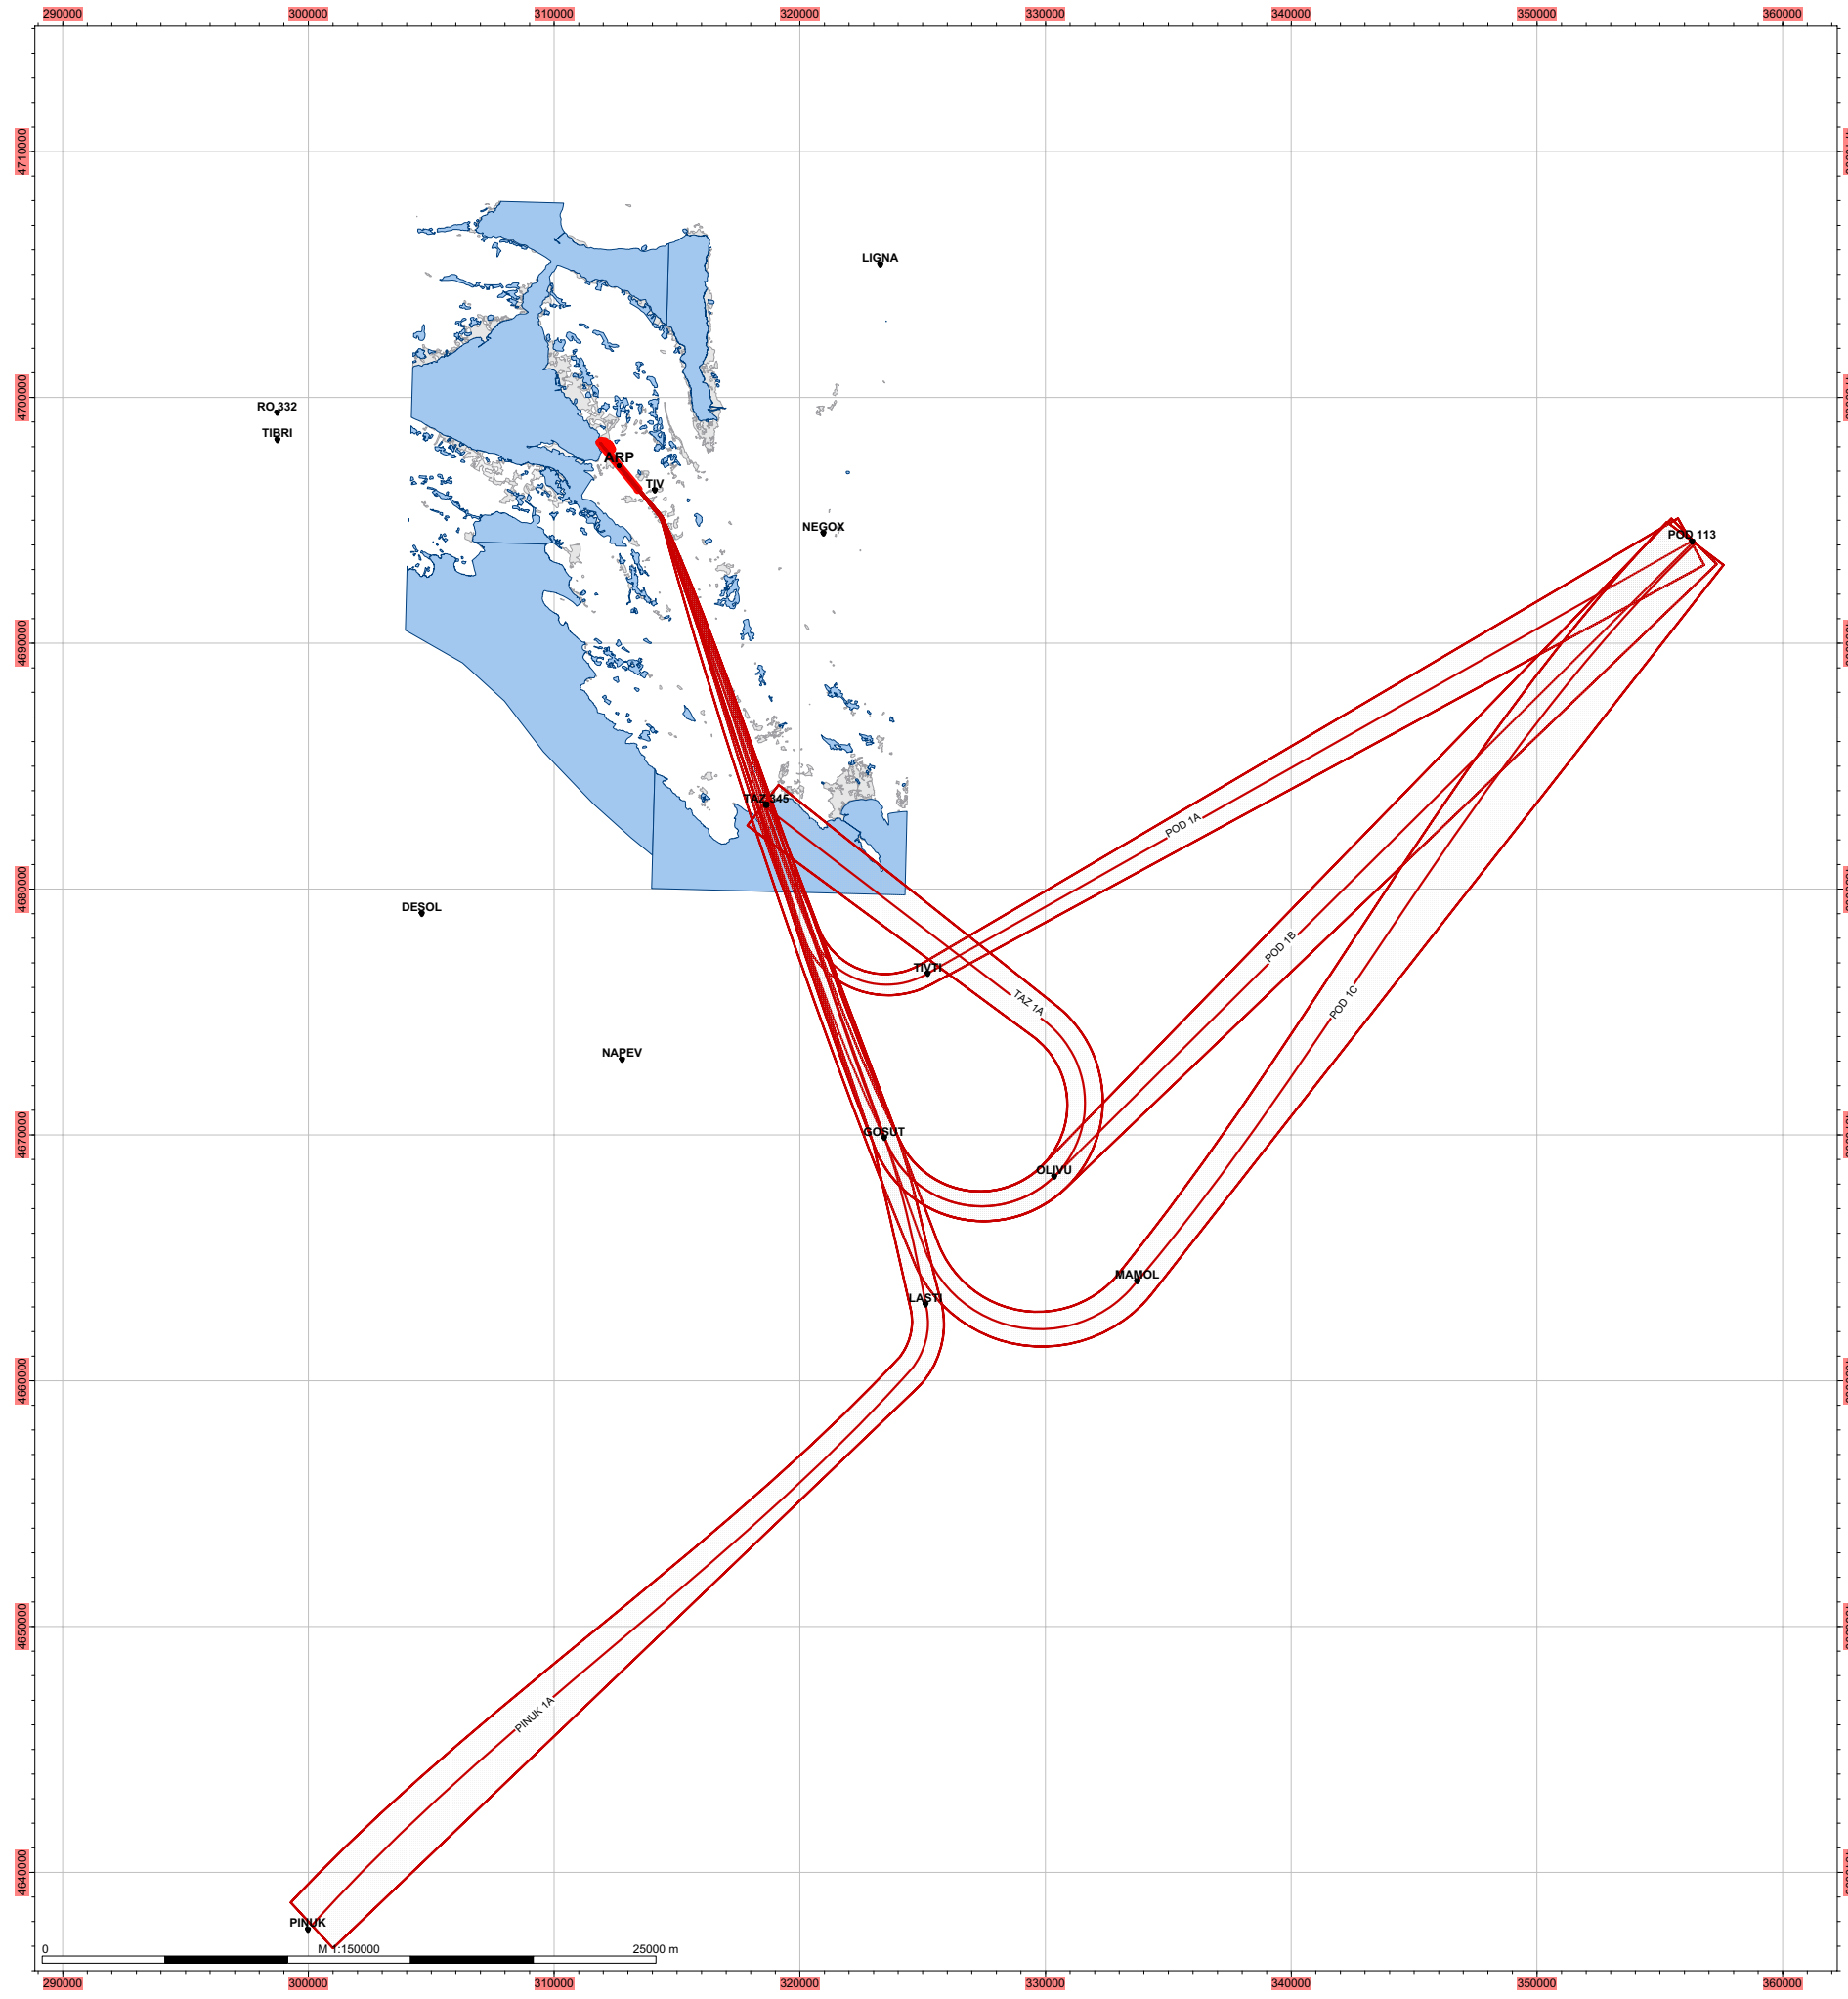 290000 300000 310000 320000 330000 340000 350000 360000
4710000
LIGNA
4700000
RO 332
TIBRI
ARP
TIV
NEGOX
POD 113
4690000
TAZ 345
POD 1A
4680000
DESOL
POD 1B
TIVTI
TAZ 1A
POD 1C
NAPEV
4670000
GOSUT
OLIVU
MAMOL
LASTI
4660000
4650000
PINUK 1A
4640000
PINUK
0 M 1:150000 25000 m
290000 300000 310000 320000 330000 340000 350000 360000